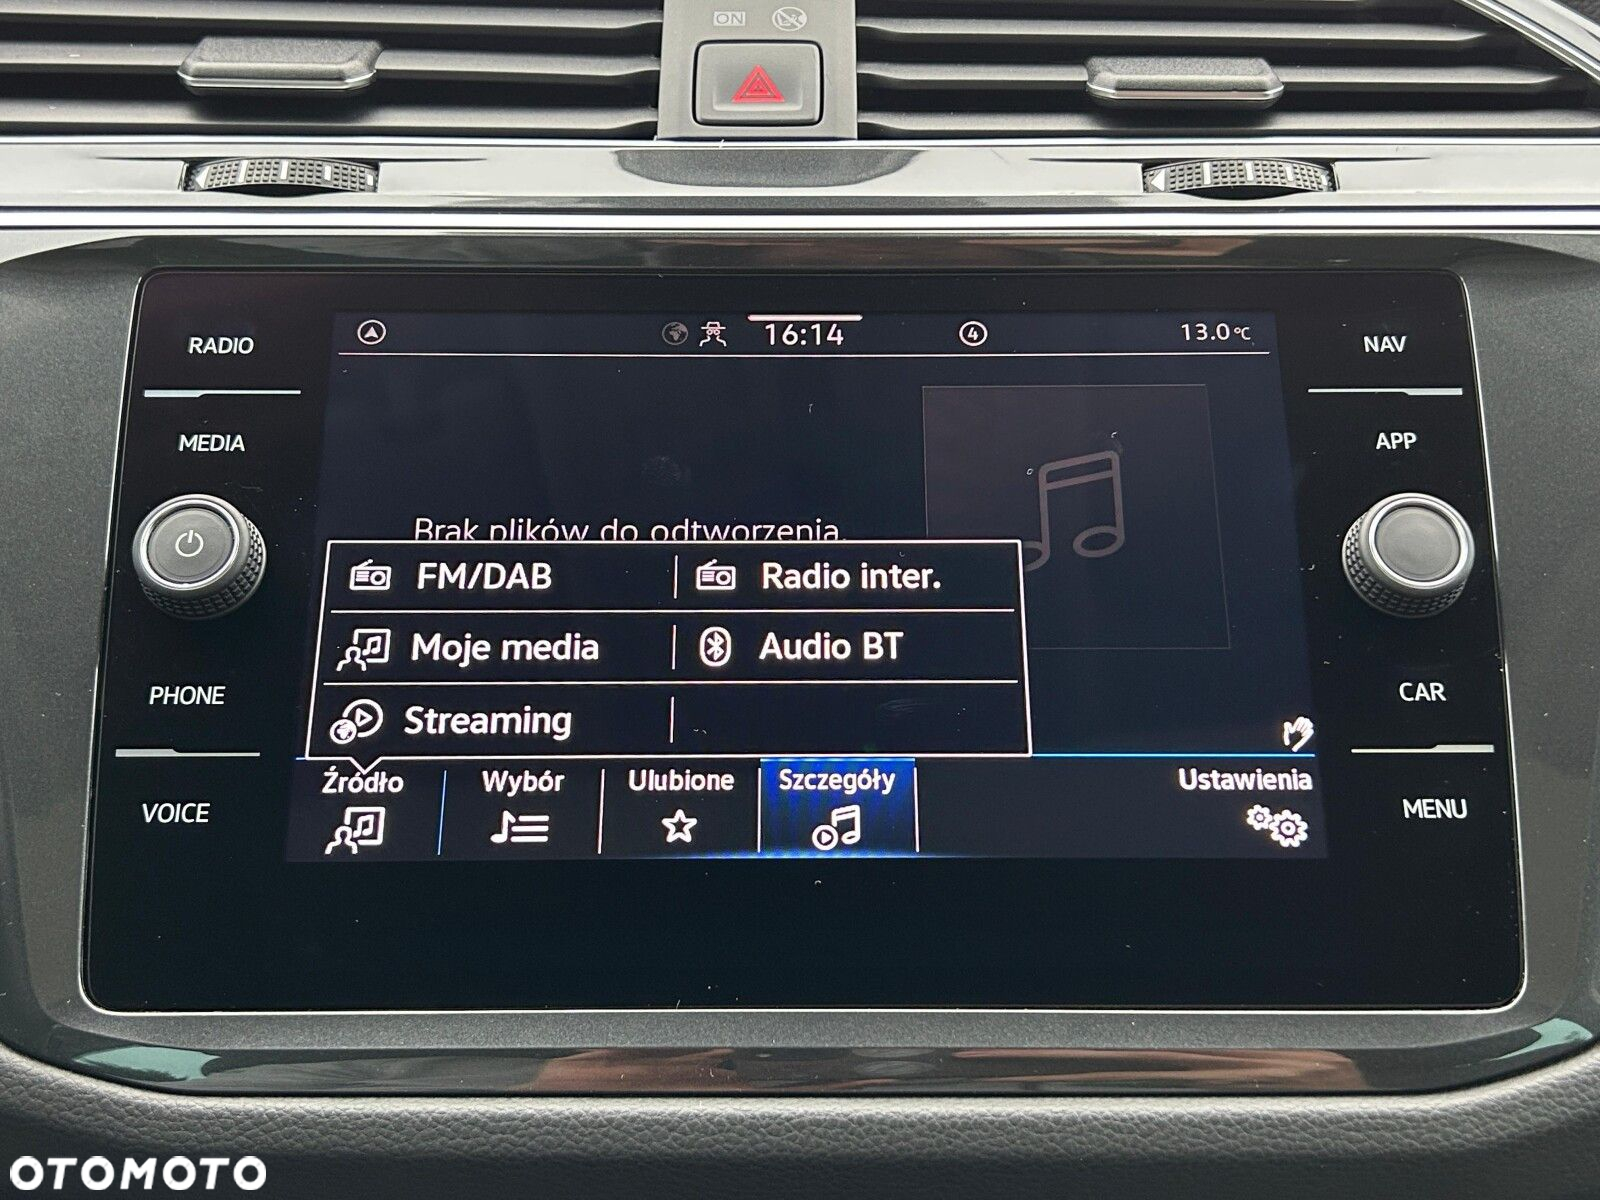 ON
RADIO
MEDIA
PHONE
VOICE
16:14
4
13.0°C
Brak plików do odtworzenia.
FM/DAB
Radio inter.
Moje media
Audio BT
Streaming
Źródło
Wybór
Ulubione
Szczegóły
Ustawienia
NAV
APP
CAR
MENU
OTOMOTO